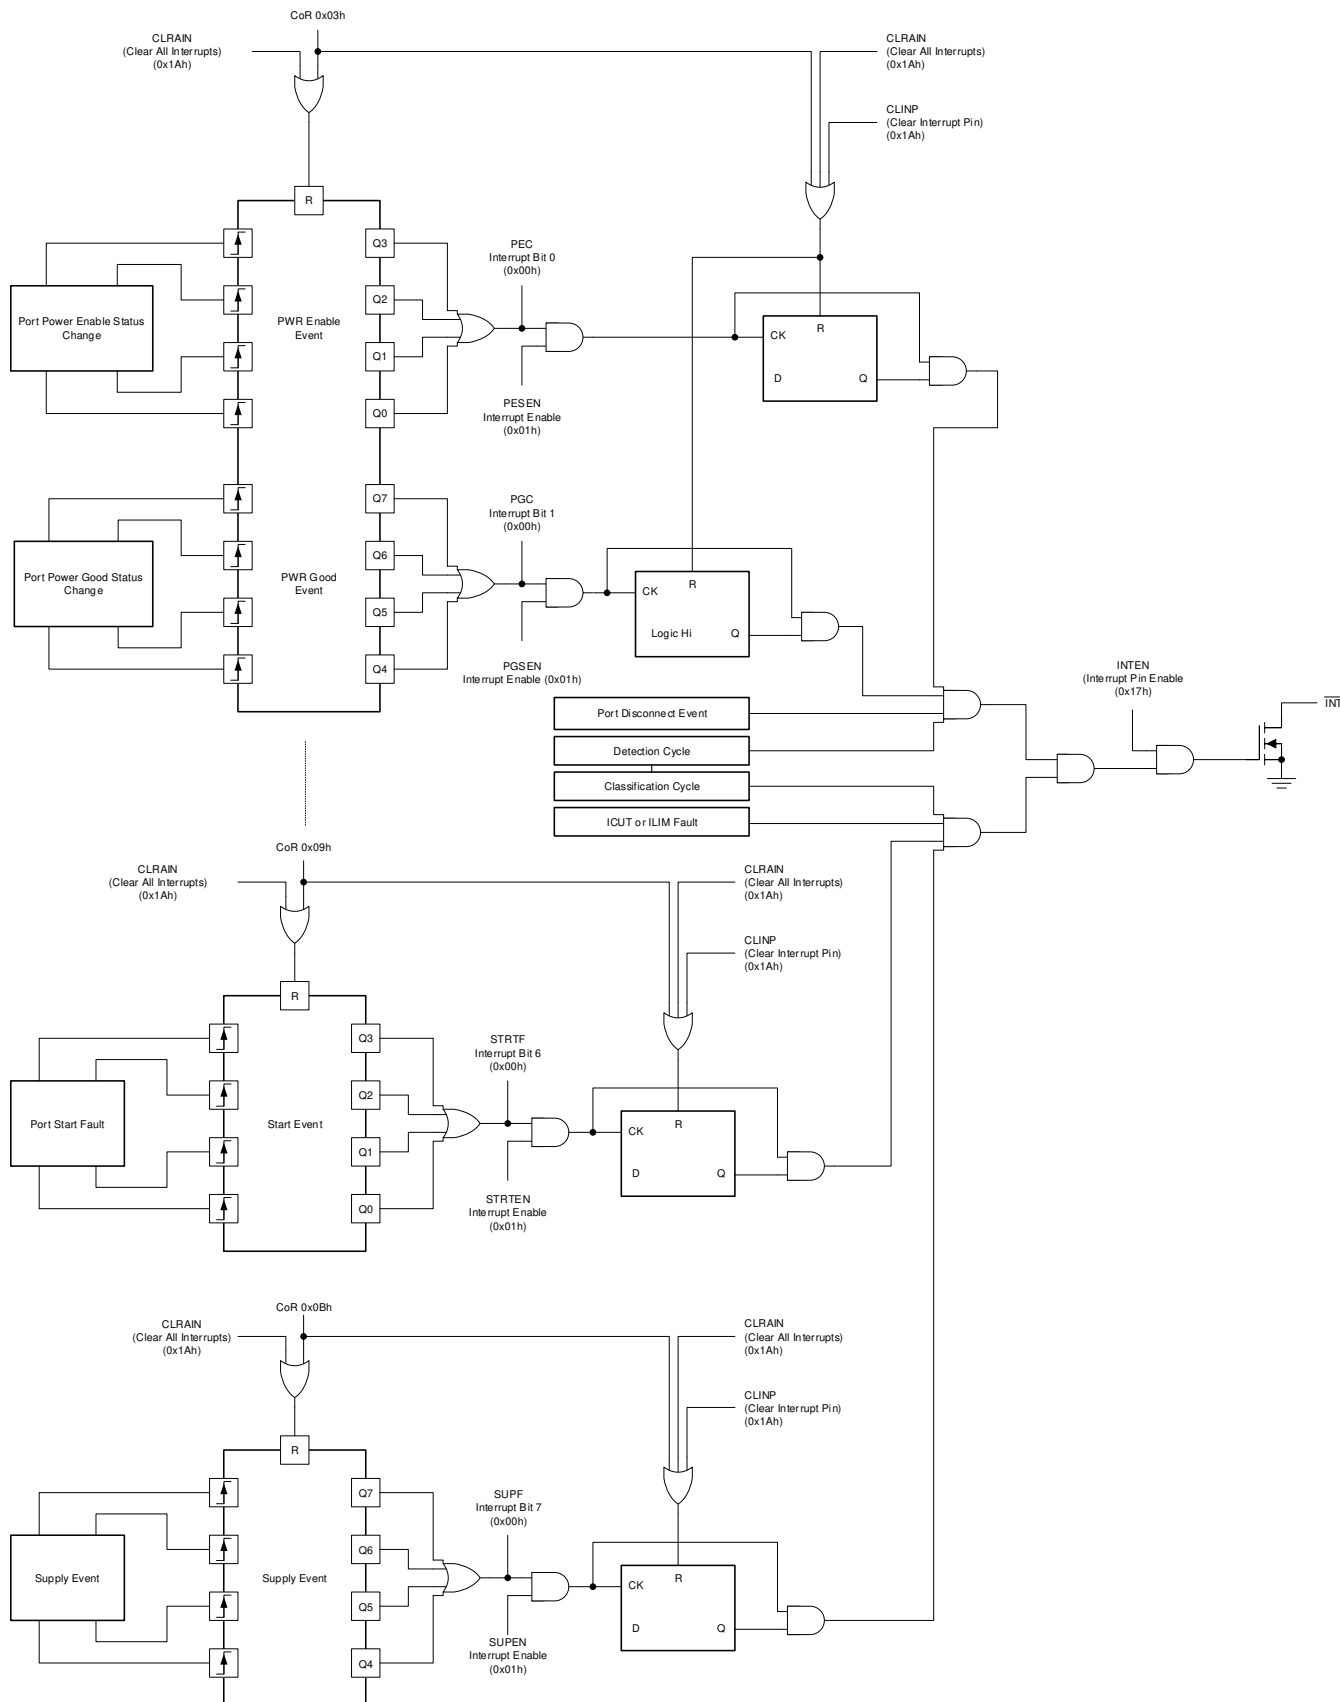 CoR 0x03h
CLRAIN
(Clear All Interrupts)
(0x1Ah)
CLRAIN
(Clear All Interrupts)
(0x1Ah)
CLINP
(Clear Interrupt Pin)
(0x1Ah)
R
Q3
Q2
Q1
Q0
Port Power Enable Status
Change
PWR Enable
Event
PEC
Interrupt Bit 0
(0x00h)
PESEN
Interrupt Enable
(0x01h)
R
CK
D
Q
Q7
Q6
Q5
Q4
Port Power Good Status
Change
PWR Good
Event
PGC
Interrupt Bit 1
(0x00h)
PGSEN
Interrupt Enable (0x01h)
R
CK
Logic Hi
Q
Port Disconnect Event
Detection Cycle
Classification Cycle
ICUT or ILIM Fault
INTEN
(Interrupt Pin Enable
(0x17h)
INT
CoR 0x09h
CLRAIN
(Clear All Interrupts)
(0x1Ah)
CLRAIN
(Clear All Interrupts)
(0x1Ah)
CLINP
(Clear Interrupt Pin)
(0x1Ah)
R
Q3
Q2
Q1
Q0
Port Start Fault
Start Event
STRTF
Interrupt Bit 6
(0x00h)
STRTEN
Interrupt Enable
(0x01h)
R
CK
D
Q
CoR 0x0Bh
CLRAIN
(Clear All Interrupts)
(0x1Ah)
CLRAIN
(Clear All Interrupts)
(0x1Ah)
CLINP
(Clear Interrupt Pin)
(0x1Ah)
R
Q7
Q6
Q5
Q4
Supply Event
Supply Event
SUPF
Interrupt Bit 7
(0x00h)
SUPEN
Interrupt Enable
(0x01h)
R
CK
D
Q